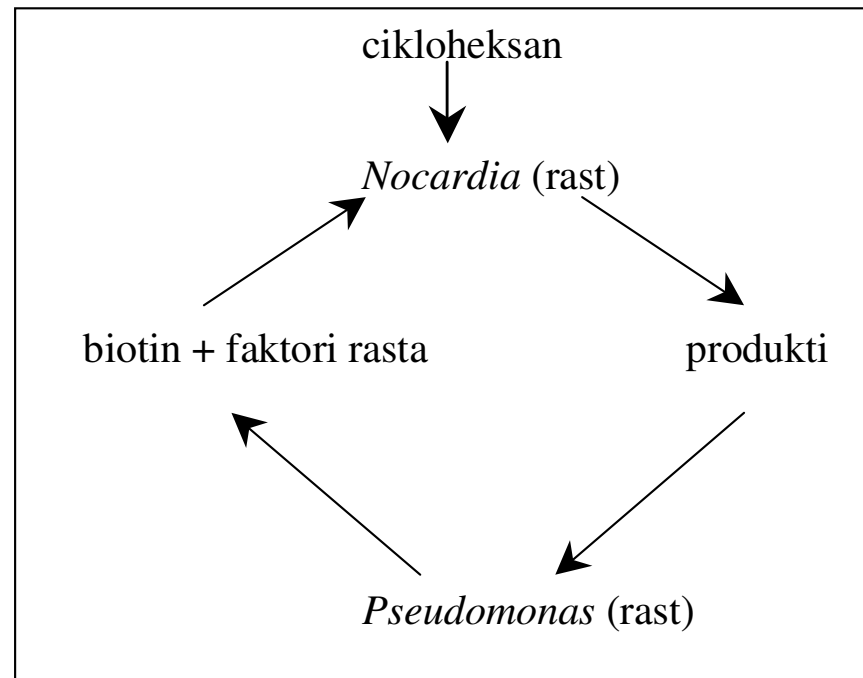 cikloheksan
Nocardia (rast)
biotin + faktori rasta
produkti
Pseudomonas (rast)